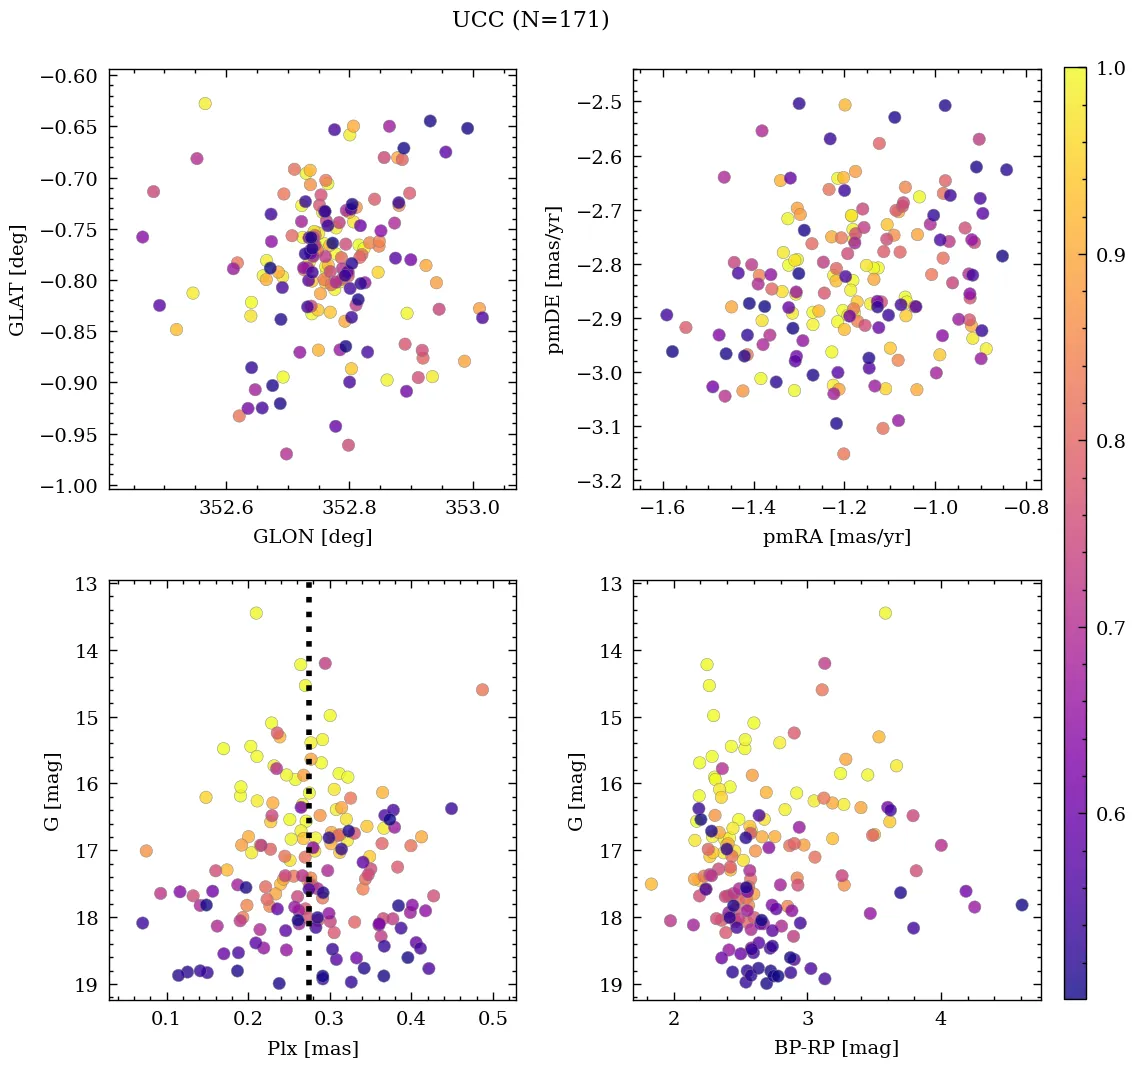 UCC (N=171)
−0.60
−0.65
−0.70
−0.75
−0.80
−0.85
−0.90
−0.95
−1.00
GLAT [deg]
352.6 352.8 353.0
GLON [deg]
−2.5
−2.6
−2.7
−2.8
−2.9
−3.0
−3.1
−3.2
pmDE [mas/yr]
−1.6 −1.4 −1.2 −1.0 −0.8
pmRA [mas/yr]
13
14
15
16
17
18
19
G [mag]
0.1 0.2 0.3 0.4 0.5
Plx [mas]
13
14
15
16
17
18
19
G [mag]
2 3 4
BP-RP [mag]
1.0
0.9
0.8
0.7
0.6